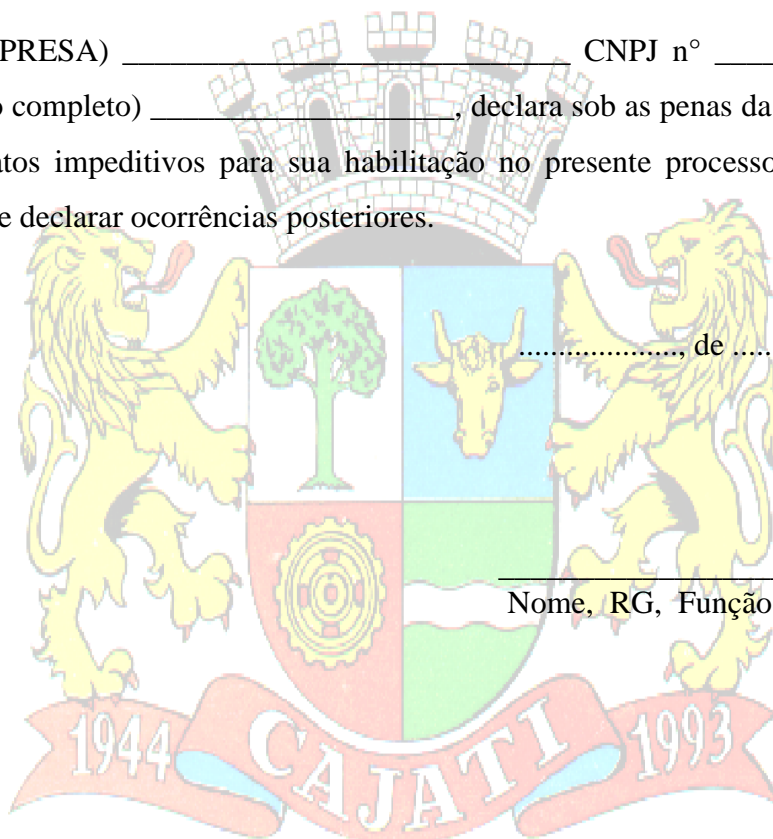 PRESA) ____________________________ CNPJ n° ____
o completo) ___________________, declara sob as penas da
atos impeditivos para sua habilitação no presente processo
e declarar ocorrências posteriores.
...................., de .....
__________________
Nome, RG, Função
1944 CAJATI 1993